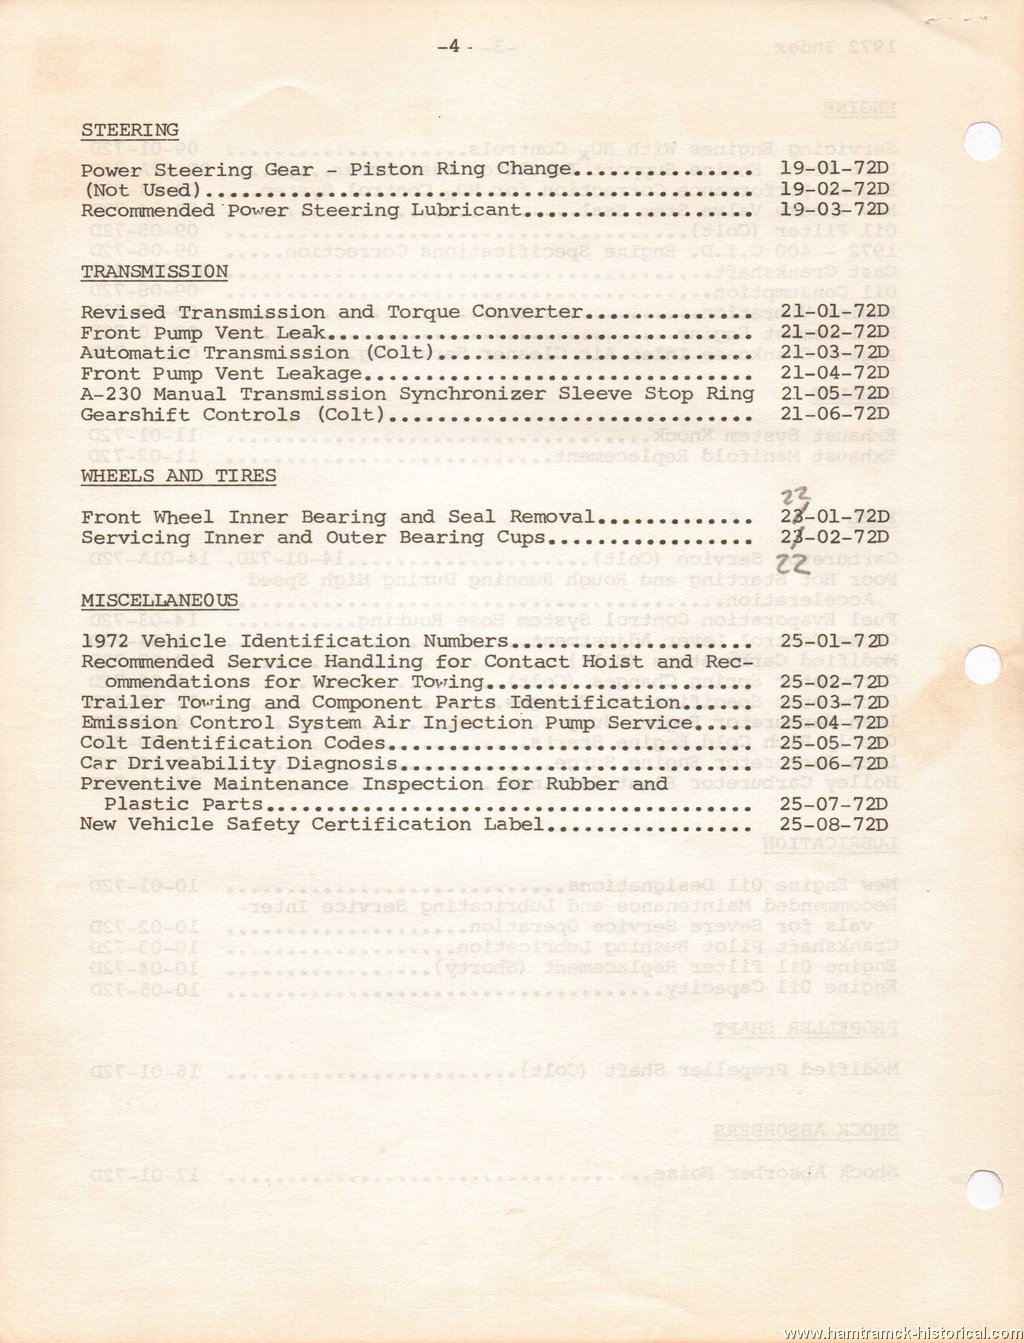 -4-
STEERING
Power Steering Gear - Piston Ring Change............... 19-01-72D
(Not Used)............................................. 19-02-72D
Recommended Power Steering Lubricant................... 19-03-72D
TRANSMISSION
Revised Transmission and Torque Converter.............. 21-01-72D
Front Pump Vent Leak................................... 21-02-72D
Automatic Transmission (Colt).......................... 21-03-72D
Front Pump Vent Leakage................................ 21-04-72D
A-230 Manual Transmission Synchronizer Sleeve Stop Ring 21-05-72D
Gearshift Controls (Colt).............................. 21-06-72D
WHEELS AND TIRES
22
Front Wheel Inner Bearing and Seal Removal............. 23-01-72D
Servicing Inner and Outer Bearing Cups................. 23-02-72D
22
MISCELLANEOUS
1972 Vehicle Identification Numbers.................... 25-01-72D
Recommended Service Handling for Contact Hoist and Rec-
ommendations for Wrecker Towing...................... 25-02-72D
Trailer Towing and Component Parts Identification...... 25-03-72D
Emission Control System Air Injection Pump Service..... 25-04-72D
Colt Identification Codes.............................. 25-05-72D
Car Driveability Diagnosis............................. 25-06-72D
Preventive Maintenance Inspection for Rubber and
Plastic Parts........................................ 25-07-72D
New Vehicle Safety Certification Label................. 25-08-72D
www.hamtramck-historical.com